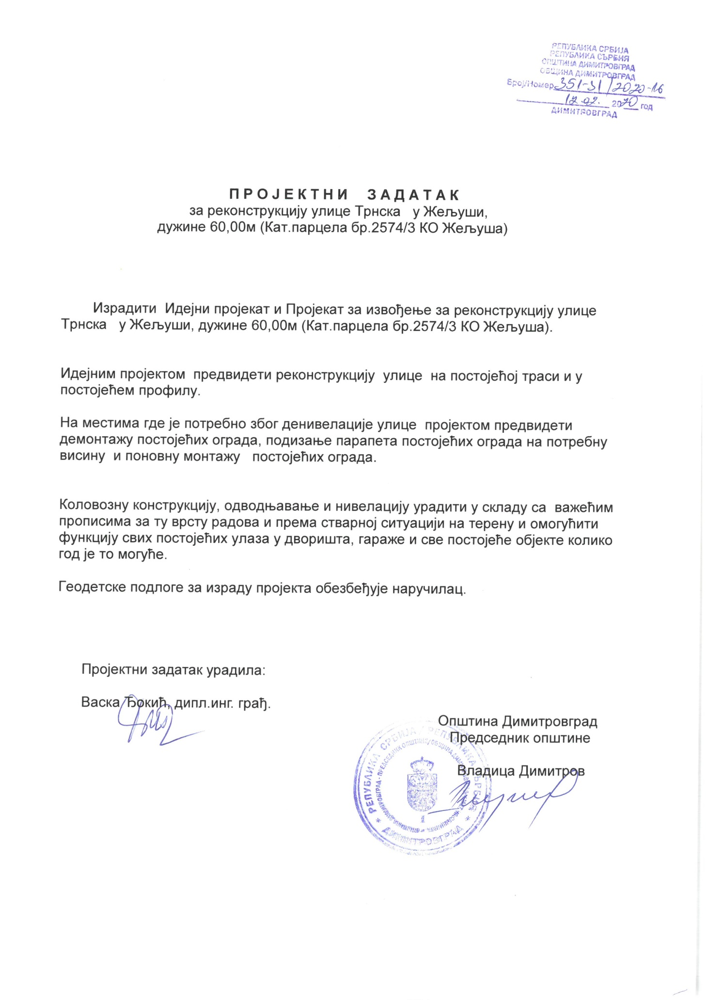 РЕПУБЛИКА СРБИЈА
РЕПУБЛИКА СЪРБИЯ
ОПШТИНА ДИМИТРОВГРАД
ОБЩИНА ДИМИТРОВГРАД
Број/Номер 351-31/2020-16
12.02. 2020 год
ДИМИТРОВГРАД
ПРОЈЕКТНИ ЗАДАТАК
за реконструкцију улице Трнска у Жељуши,
дужине 60,00м (Кат.парцела бр.2574/3 КО Жељуша)
Израдити Идејни пројекат и Пројекат за извођење за реконструкцију улице
Трнска у Жељуши, дужине 60,00м (Кат.парцела бр.2574/3 КО Жељуша).
Идејним пројектом предвидети реконструкцију улице на постојећој траси и у
постојећем профилу.
На местима где је потребно због денивелације улице пројектом предвидети
демонтажу постојећих ограда, подизање парапета постојећих ограда на потребну
висину и поновну монтажу постојећих ограда.
Коловозну конструкцију, одводњавање и нивелацију урадити у складу са важећим
прописима за ту врсту радова и према стварној ситуацији на терену и омогућити
функцију свих постојећих улаза у дворишта, гараже и све постојеће објекте колико
год је то могуће.
Геодетске подлоге за израду пројекта обезбеђује наручилац.
Пројектни задатак урадила:
Васка Ђокић, дипл.инг. грађ.
Општина Димитровград
Председник општине
Владица Димитров
РЕПУБЛИКА СРБИЈА / РЕПУБЛИКА СЪРБИЯ
ПРЕДСЕДНИК ОПШТИНЕ/ОБЩИНА
1
* ДИМИТРОВГРАД *